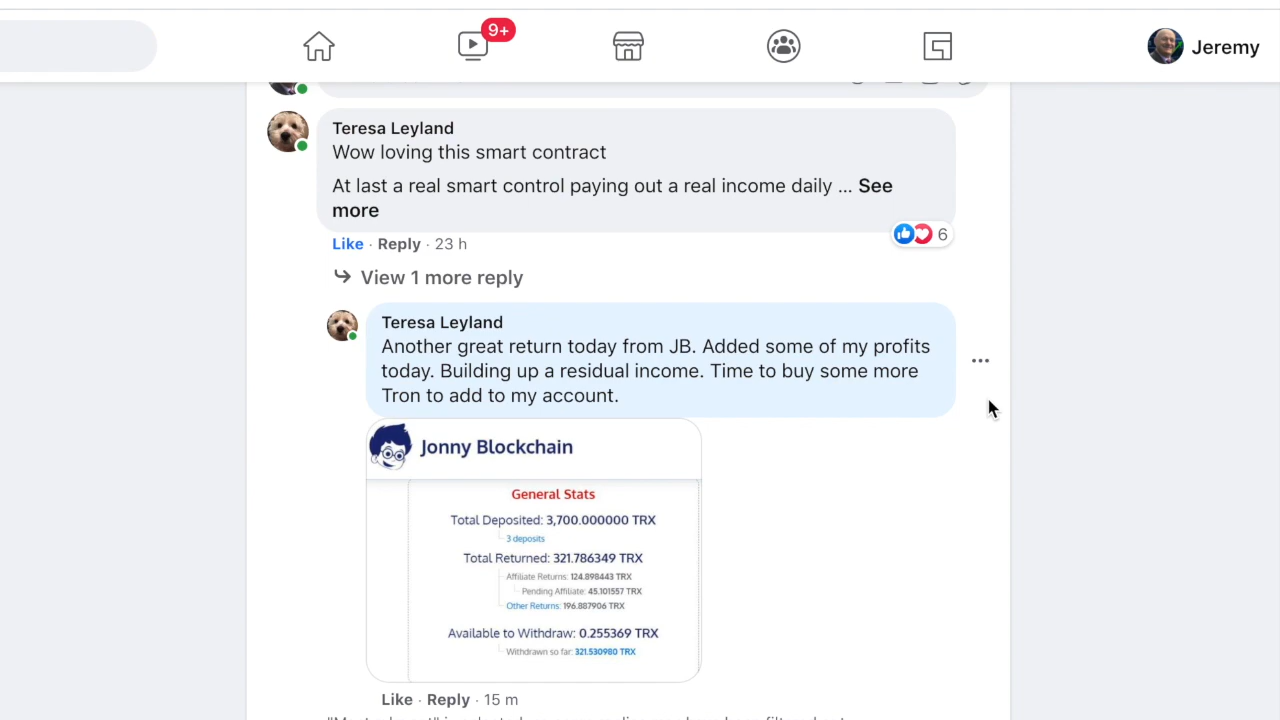 9+
Jeremy
Teresa Leyland
Wow loving this smart contract
At last a real smart control paying out a real income daily ... See
more
6
Like · Reply · 23 h
View 1 more reply
Teresa Leyland
Another great return today from JB. Added some of my profits
today. Building up a residual income. Time to buy some more
Tron to add to my account.
Jonny Blockchain
General Stats
Total Deposited: 3,700.000000 TRX
3 deposits
Total Returned: 321.786349 TRX
Affiliate Returns: 124.898443 TRX
Pending Affiliate: 45.101557 TRX
Other Returns: 196.887906 TRX
Available to Withdraw: 0.255369 TRX
Withdrawn so far: 321.530980 TRX
Like · Reply · 15 m